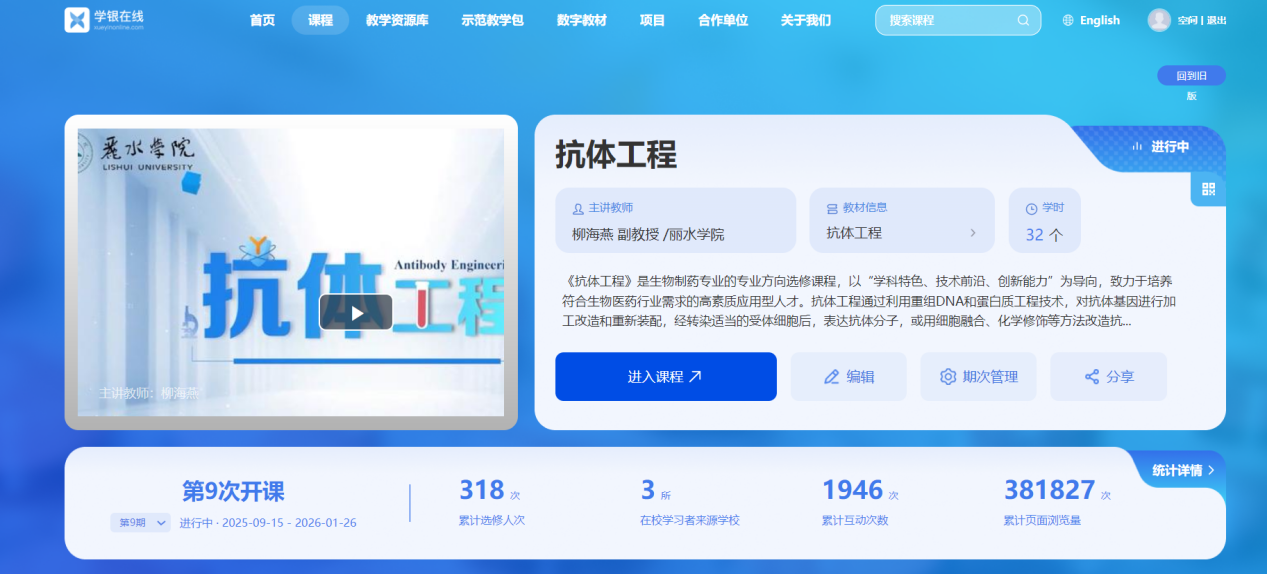 学银在线
xueyinonline.com
首页 课程 教学资源库 示范教学包 数字教材 项目 合作单位 关于我们 搜索课程 English 空间 | 退出
回到旧
版
麗水学院
LISHUI UNIVERSITY
抗体工程
Antibody Engineeri
主讲教师：柳海燕
抗体工程
进行中
主讲教师
柳海燕 副教授 /丽水学院
教材信息
抗体工程
学时
32 个
《抗体工程》是生物制药专业的专业方向选修课程，以“学科特色、技术前沿、创新能力”为导向，致力于培养
符合生物医药行业需求的高素质应用型人才。抗体工程通过利用重组DNA和蛋白质工程技术，对抗体基因进行加
工改造和重新装配，经转染适当的受体细胞后，表达抗体分子，或用细胞融合、化学修饰等方法改造抗...
进入课程 编辑 期次管理 分享
统计详情
第9次开课
第9期 进行中 · 2025-09-15 - 2026-01-26
318 次
累计选修人次
3 所
在校学习者来源学校
1946 次
累计互动次数
381827 次
累计页面浏览量